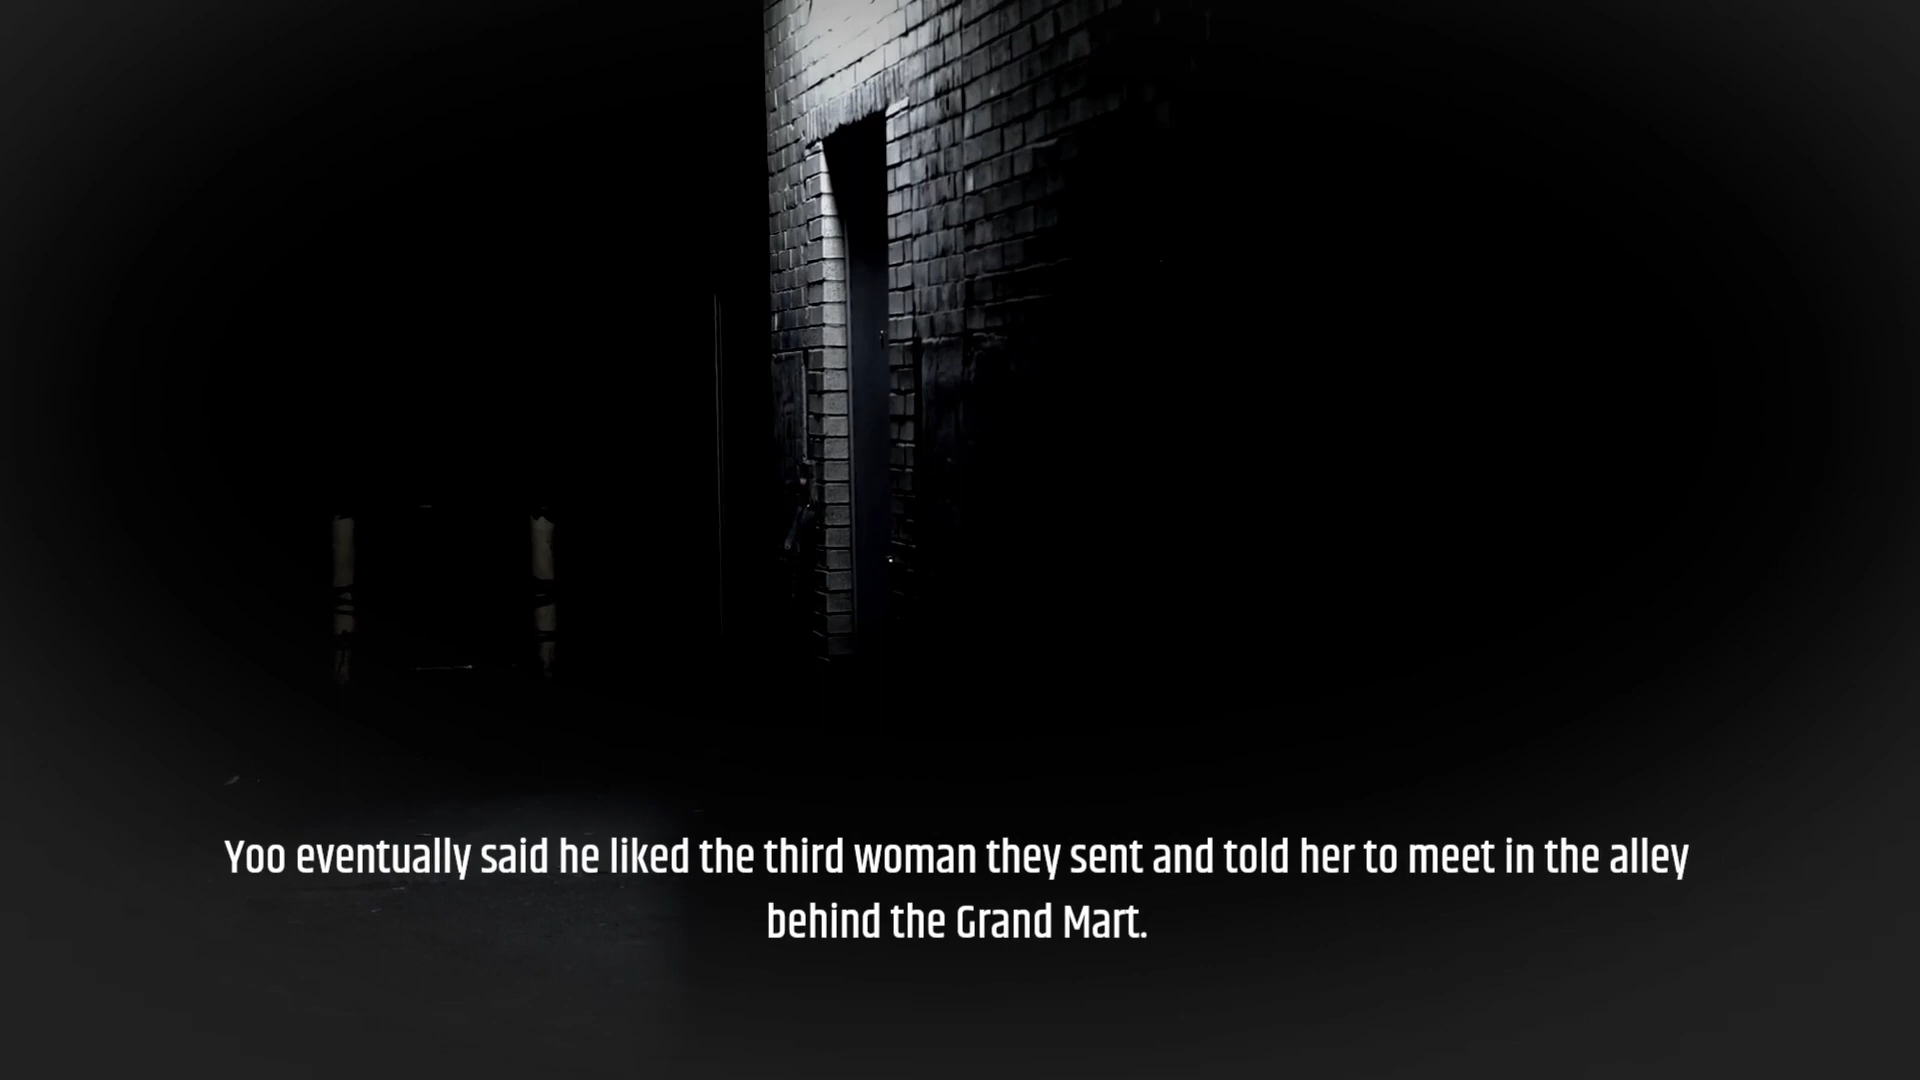 Yoo eventually said he liked the third woman they sent and told her to meet in the alley
behind the Grand Mart.